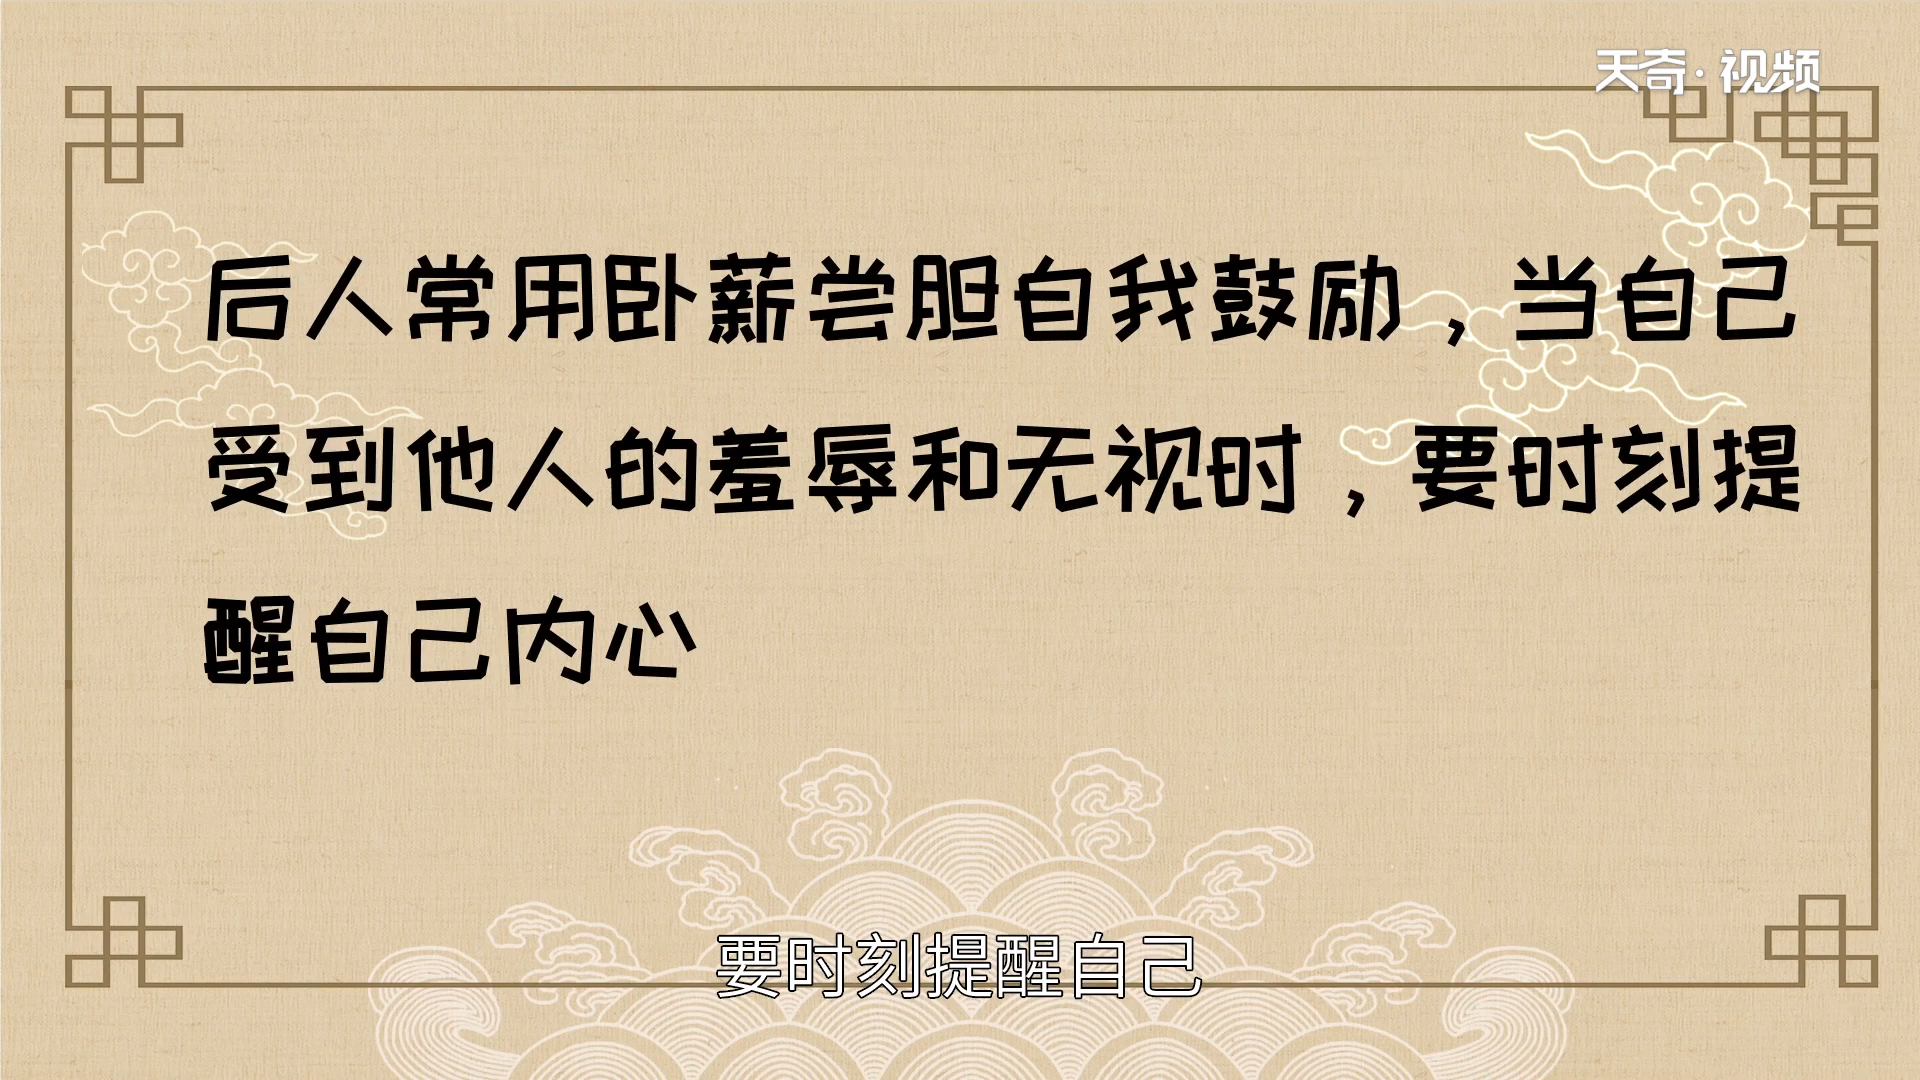 天奇·视频
后人常用卧薪尝胆自我鼓励，当自己
受到他人的羞辱和无视时，要时刻提
醒自己内心
要时刻提醒自己